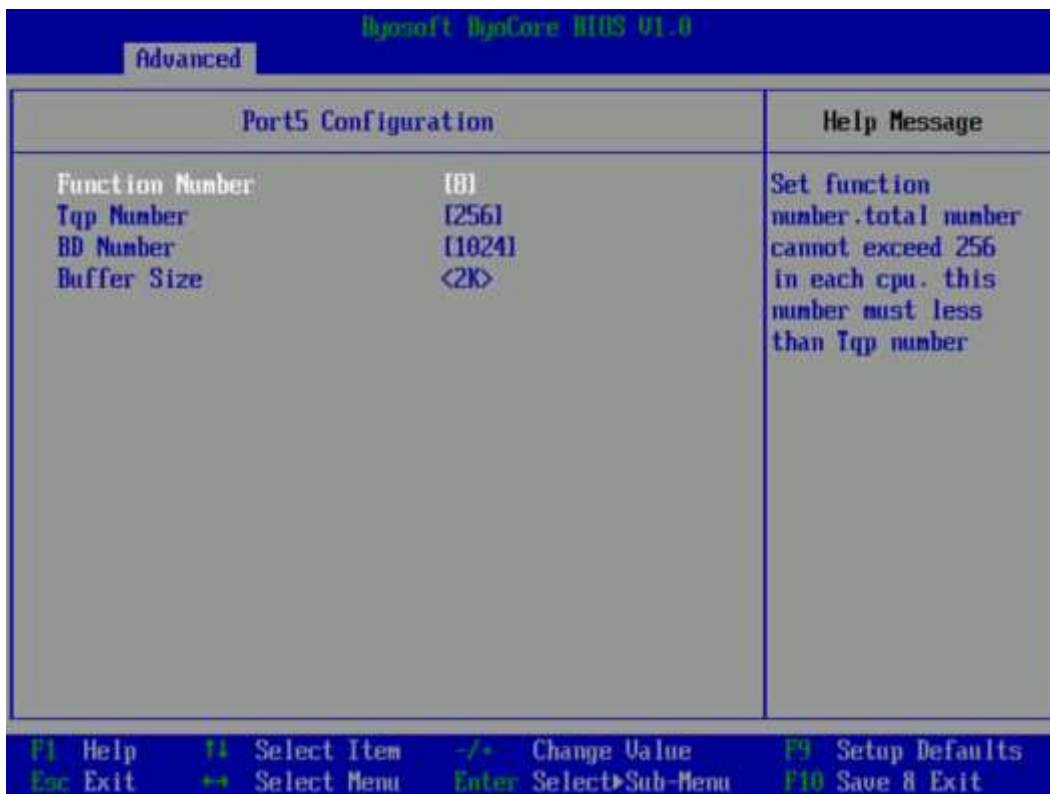 Byosoft ByoCore BIOS V1.0
Advanced
Port5 Configuration
Help Message
Function Number [8]
Tqp Number [256]
BD Number [1024]
Buffer Size <2K>
Set function
number.total number
cannot exceed 256
in each cpu. this
number must less
than Tqp number
F1 Help ↑↓ Select Item -/+ Change Value F9 Setup Defaults
Esc Exit ←→ Select Menu Enter Select▶Sub-Menu F10 Save & Exit